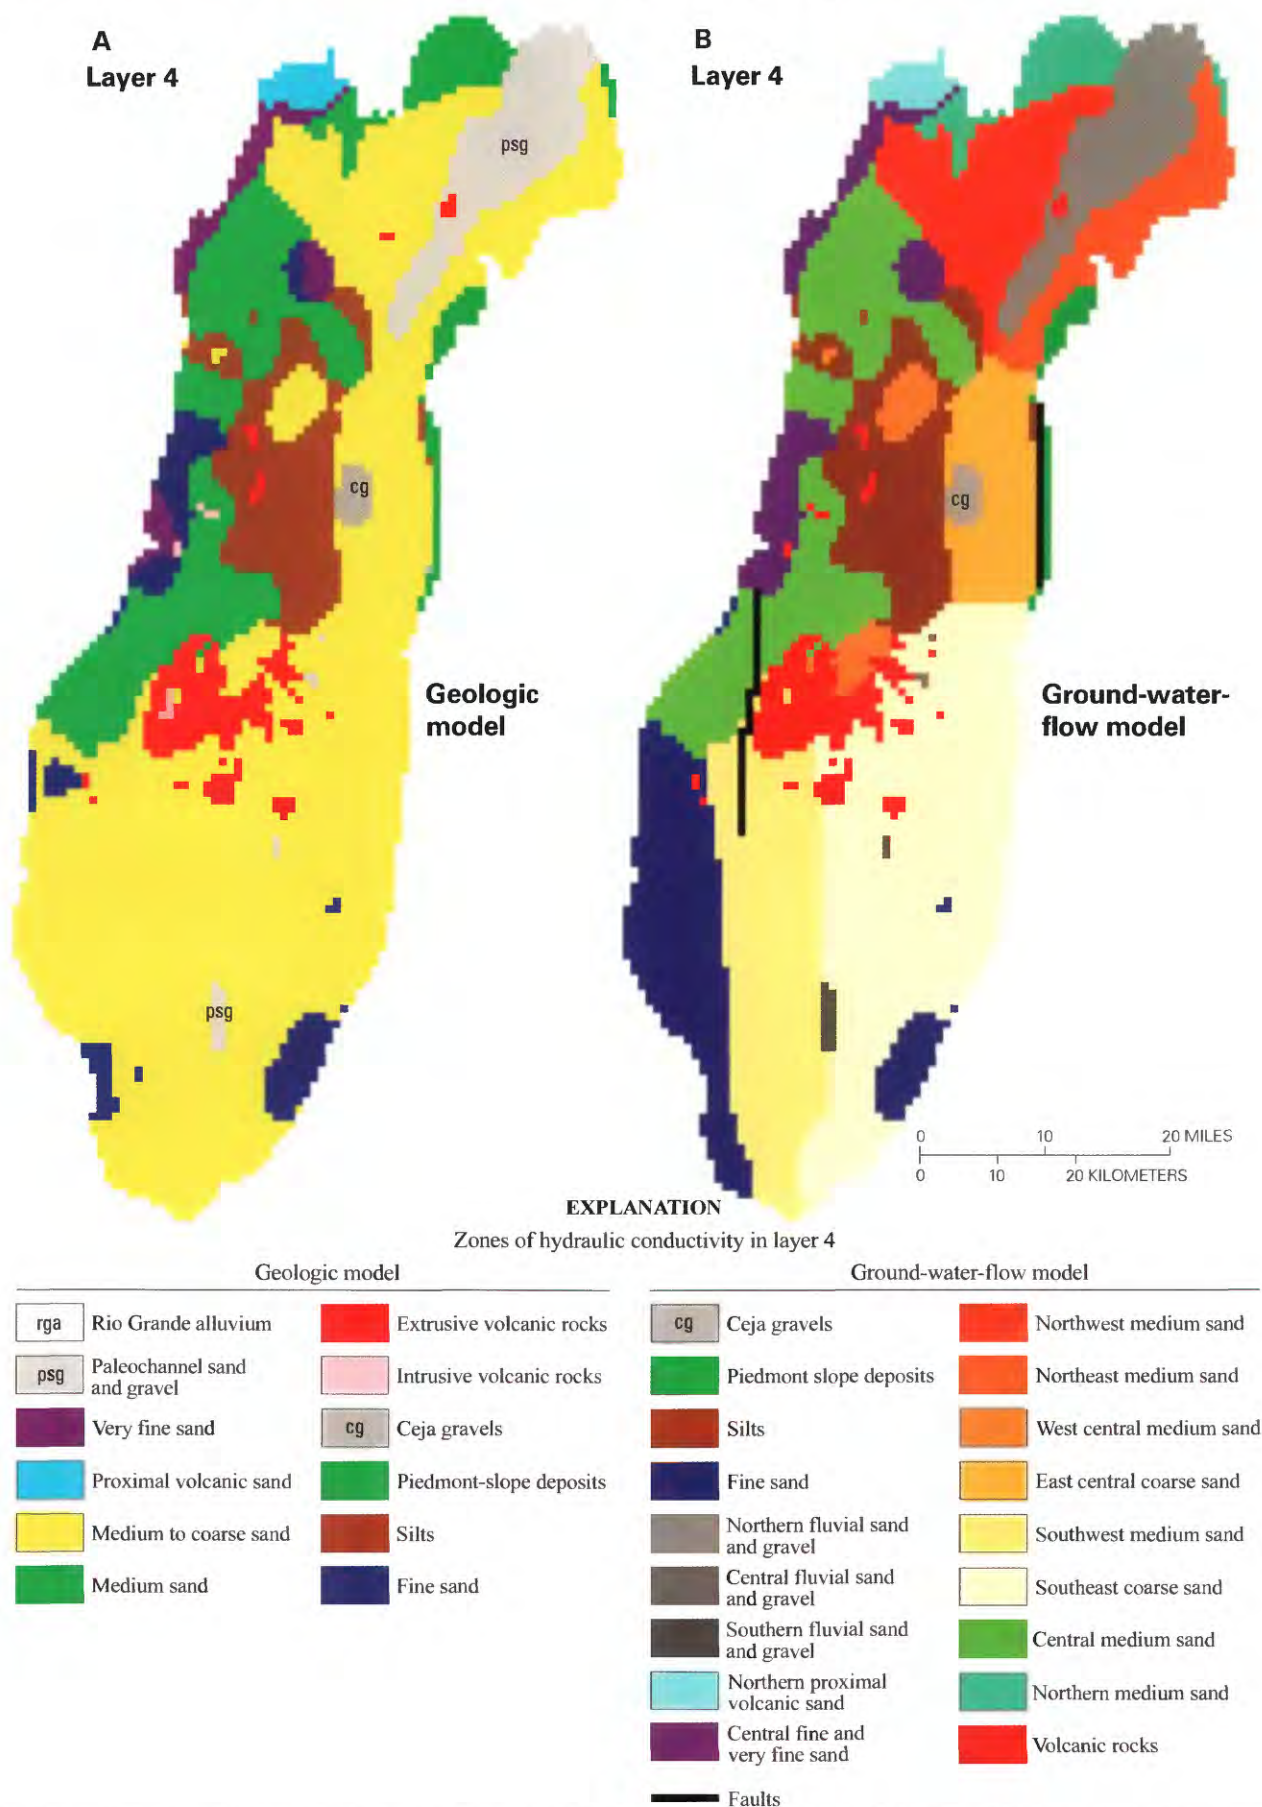 A
Layer 4
B
Layer 4
psg
cg
cg
Geologic
model
Ground-water-
flow model
psg
0 10 20 MILES
0 10 20 KILOMETERS
EXPLANATION
Zones of hydraulic conductivity in layer 4
Geologic model
rga Rio Grande alluvium
psg Paleochannel sand
and gravel
Very fine sand
Proximal volcanic sand
Medium to coarse sand
Medium sand
Extrusive volcanic rocks
Intrusive volcanic rocks
cg Ceja gravels
Piedmont-slope deposits
Silts
Fine sand
Ground-water-flow model
cg Ceja gravels
Piedmont slope deposits
Silts
Fine sand
Northern fluvial sand
and gravel
Central fluvial sand
and gravel
Southern fluvial sand
and gravel
Northern proximal
volcanic sand
Central fine and
very fine sand
Faults
Northwest medium sand
Northeast medium sand
West central medium sand
East central coarse sand
Southwest medium sand
Southeast coarse sand
Central medium sand
Northern medium sand
Volcanic rocks